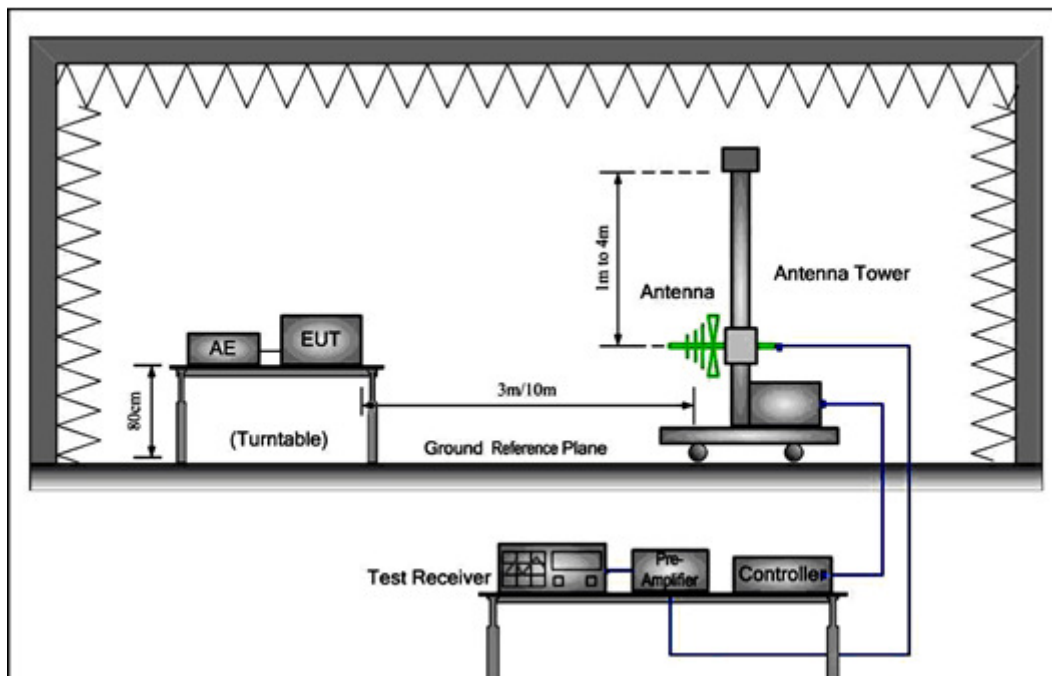 1m to 4m
Antenna
Antenna Tower
AE
EUT
80cm
3m/10m
(Turntable)
Ground Reference Plane
Test Receiver
Pre-
Amplifier
Controller